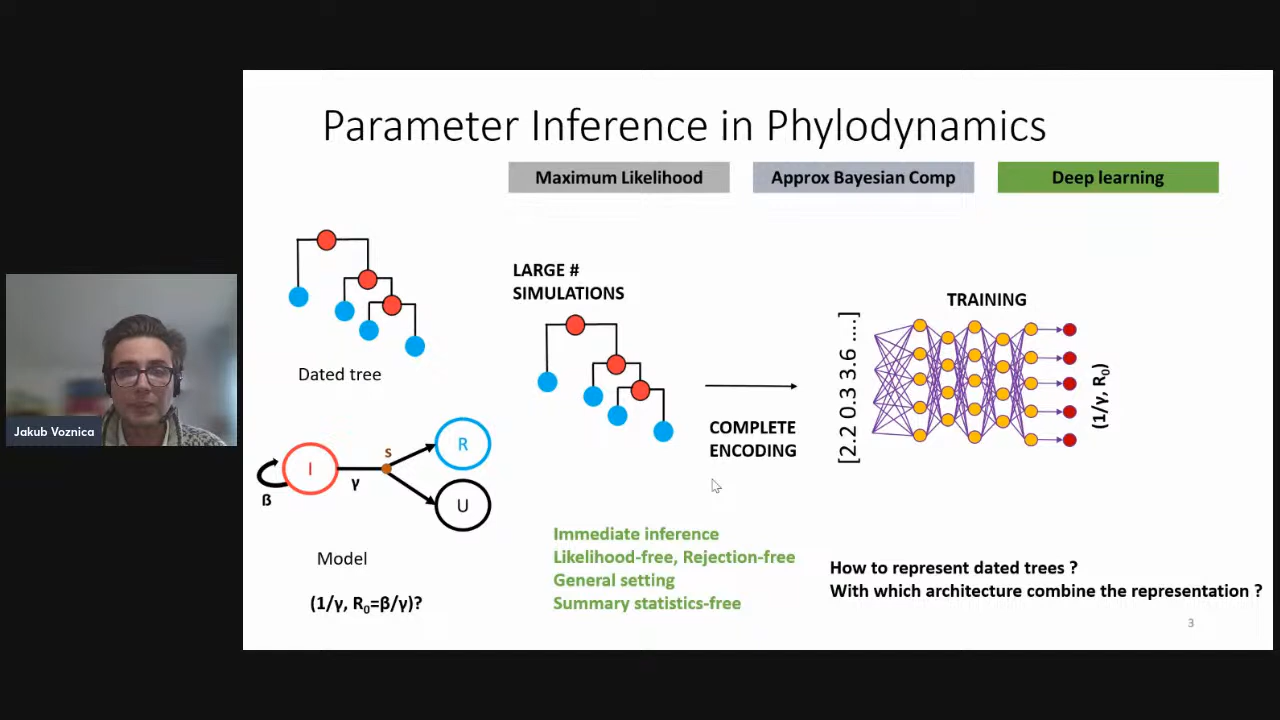 Parameter Inference in Phylodynamics
Maximum Likelihood
Approx Bayesian Comp
Deep learning
LARGE #
SIMULATIONS
TRAINING
Dated tree
COMPLETE
ENCODING
[2.2 0.3 3.6 ....]
(1/γ, R₀)
Jakub Voznica
I
ß
γ
s
R
U
Model
(1/γ, R₀=β/γ)?
Immediate inference
Likelihood-free, Rejection-free
General setting
Summary statistics-free
How to represent dated trees ?
With which architecture combine the representation ?
3